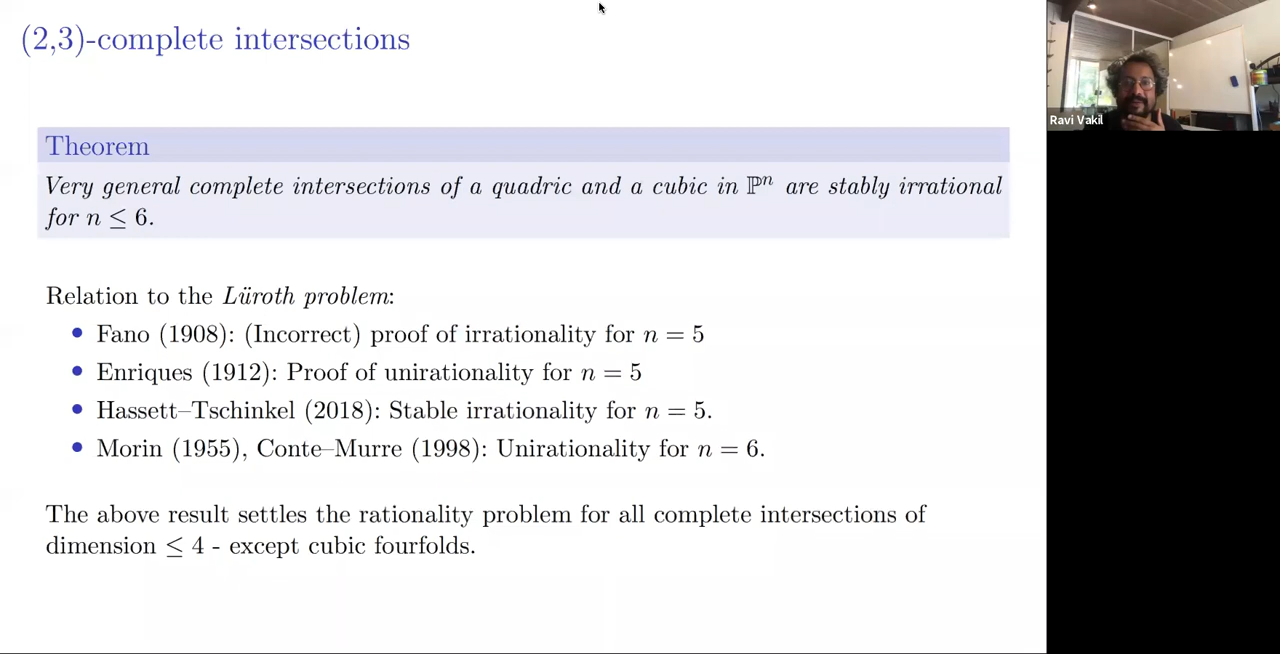 (2,3)-complete intersections
Theorem
Very general complete intersections of a quadric and a cubic in ℙⁿ are stably irrational
for n ≤ 6.
Relation to the Lüroth problem:
• Fano (1908): (Incorrect) proof of irrationality for n = 5
• Enriques (1912): Proof of unirationality for n = 5
• Hassett–Tschinkel (2018): Stable irrationality for n = 5.
• Morin (1955), Conte–Murre (1998): Unirationality for n = 6.
The above result settles the rationality problem for all complete intersections of
dimension ≤ 4 - except cubic fourfolds.
Ravi Vakil